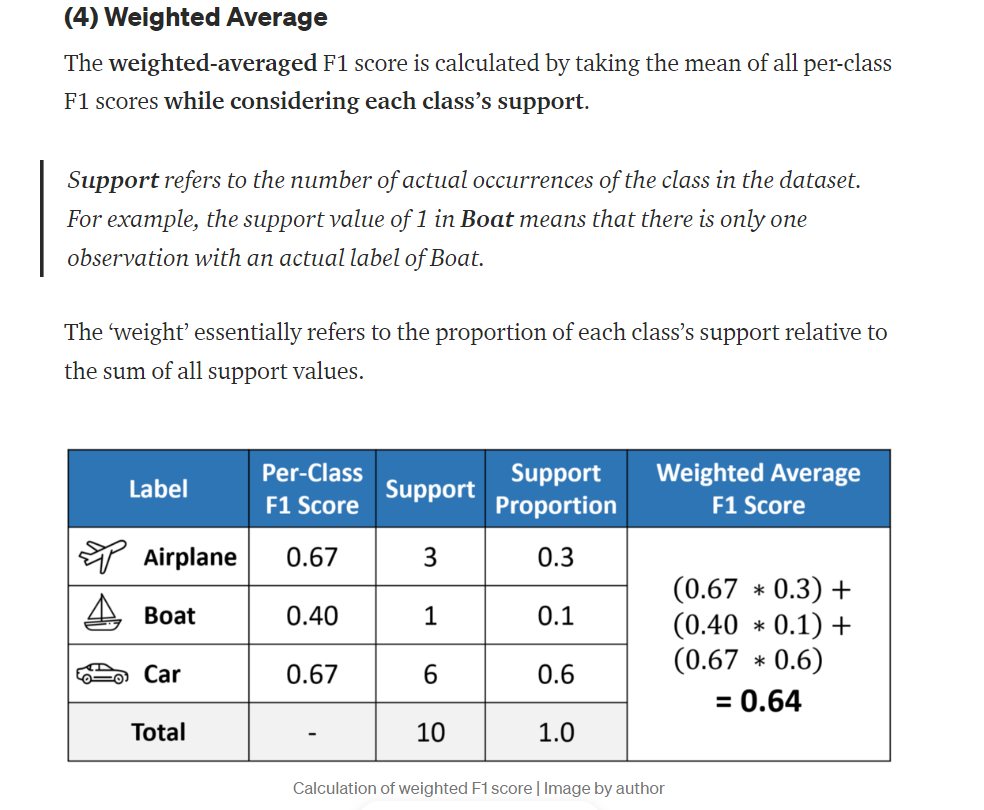 (4) Weighted Average
The weighted-averaged F1 score is calculated by taking the mean of all per-class
F1 scores while considering each class’s support.
Support refers to the number of actual occurrences of the class in the dataset.
For example, the support value of 1 in Boat means that there is only one
observation with an actual label of Boat.
The ‘weight’ essentially refers to the proportion of each class’s support relative to
the sum of all support values.
Label Per-Class F1 Score Support Support Proportion Weighted Average F1 Score
Airplane 0.67 3 0.3
Boat 0.40 1 0.1
Car 0.67 6 0.6
Total - 10 1.0
(0.67 * 0.3) +
(0.40 * 0.1) +
(0.67 * 0.6)
= 0.64
Calculation of weighted F1 score | Image by author